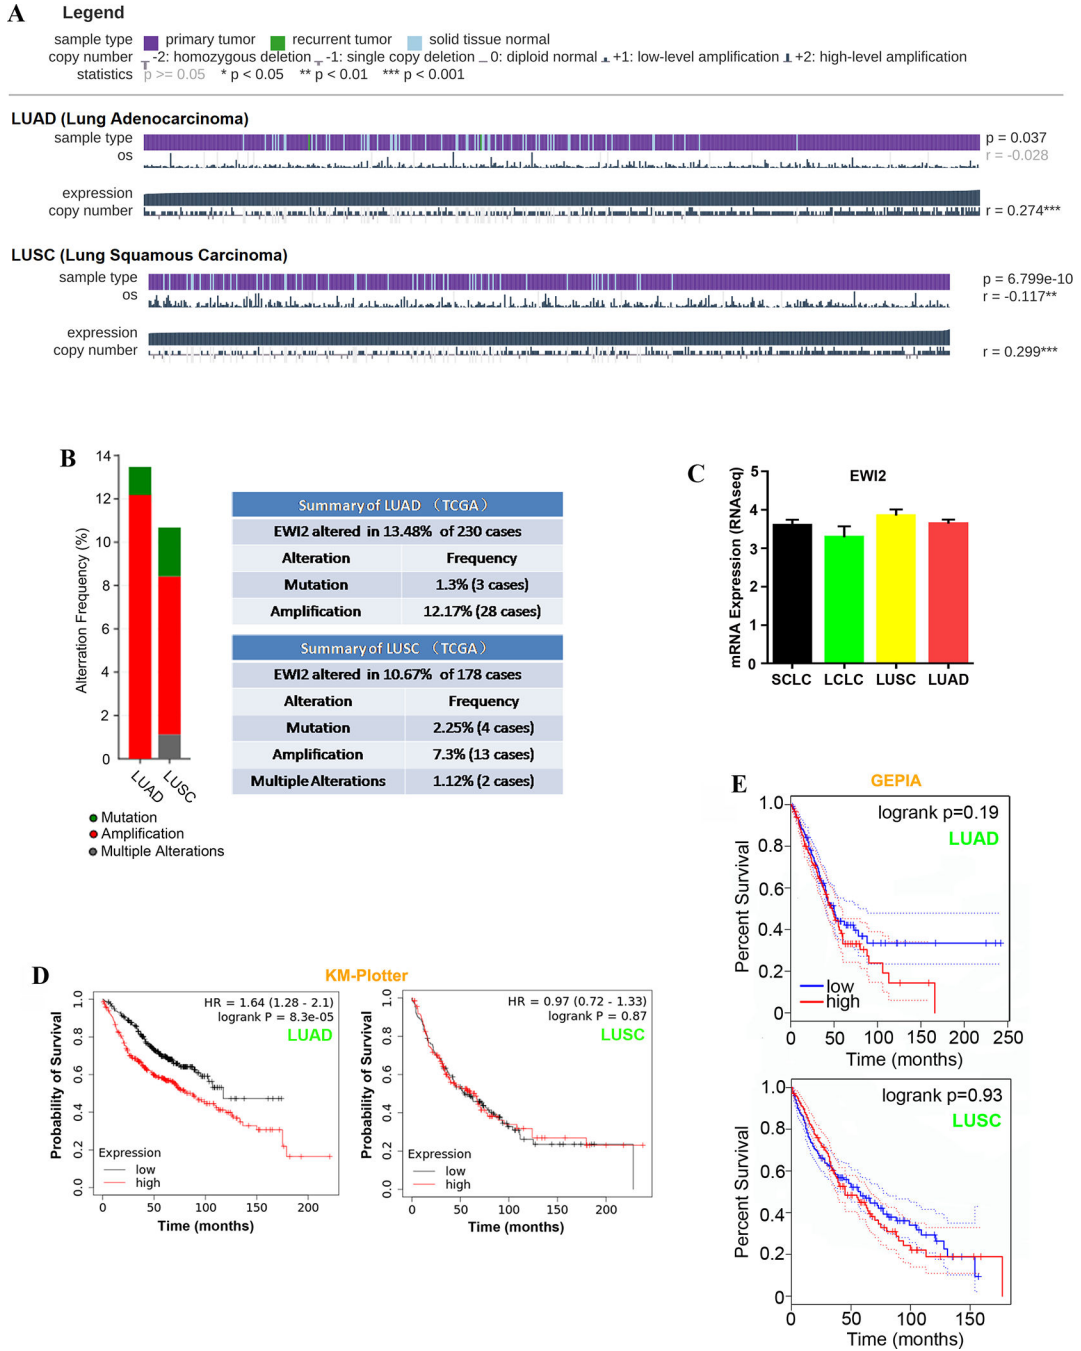 A
Legend
sample type primary tumor recurrent tumor solid tissue normal
copy number -2: homozygous deletion -1: single copy deletion 0: diploid normal +1: low-level amplification +2: high-level amplification
statistics p >= 0.05 * p < 0.05 ** p < 0.01 *** p < 0.001
LUAD (Lung Adenocarcinoma)
sample type p = 0.037
os r = -0.028
expression
copy number r = 0.274***
LUSC (Lung Squamous Carcinoma)
sample type p = 6.799e-10
os r = -0.117**
expression
copy number r = 0.299***
B
Alterration Frequency (%)
14
12
10
8
6
4
2
0
LUAD
LUSC
Mutation
Amplification
Multiple Alterations
Summary of LUAD （TCGA）
EWI2 altered in 13.48% of 230 cases
Alteration Frequency
Mutation 1.3% (3 cases)
Amplification 12.17% (28 cases)
Summary of LUSC （TCGA）
EWI2 altered in 10.67% of 178 cases
Alteration Frequency
Mutation 2.25% (4 cases)
Amplification 7.3% (13 cases)
Multiple Alterations 1.12% (2 cases)
C
EWI2
mRNA Expression (RNAseq)
5
4
3
2
1
0
SCLC LCLC LUSC LUAD
D
KM-Plotter
HR = 1.64 (1.28 - 2.1)
logrank P = 8.3e-05
LUAD
Probability of Survival
1.0
0.8
0.6
0.4
0.2
0.0
Expression
low
high
0 50 100 150 200
Time (months)
HR = 0.97 (0.72 - 1.33)
logrank P = 0.87
LUSC
Probability of Survival
1.0
0.8
0.6
0.4
0.2
0.0
Expression
low
high
0 50 100 150 200
Time (months)
E
GEPIA
logrank p=0.19
LUAD
Percent Survival
1.0
0.8
0.6
0.4
0.2
0
low
high
0 50 100 150 200 250
Time (months)
logrank p=0.93
LUSC
Percent Survival
1.0
0.8
0.6
0.4
0.2
0
0 50 100 150
Time (months)